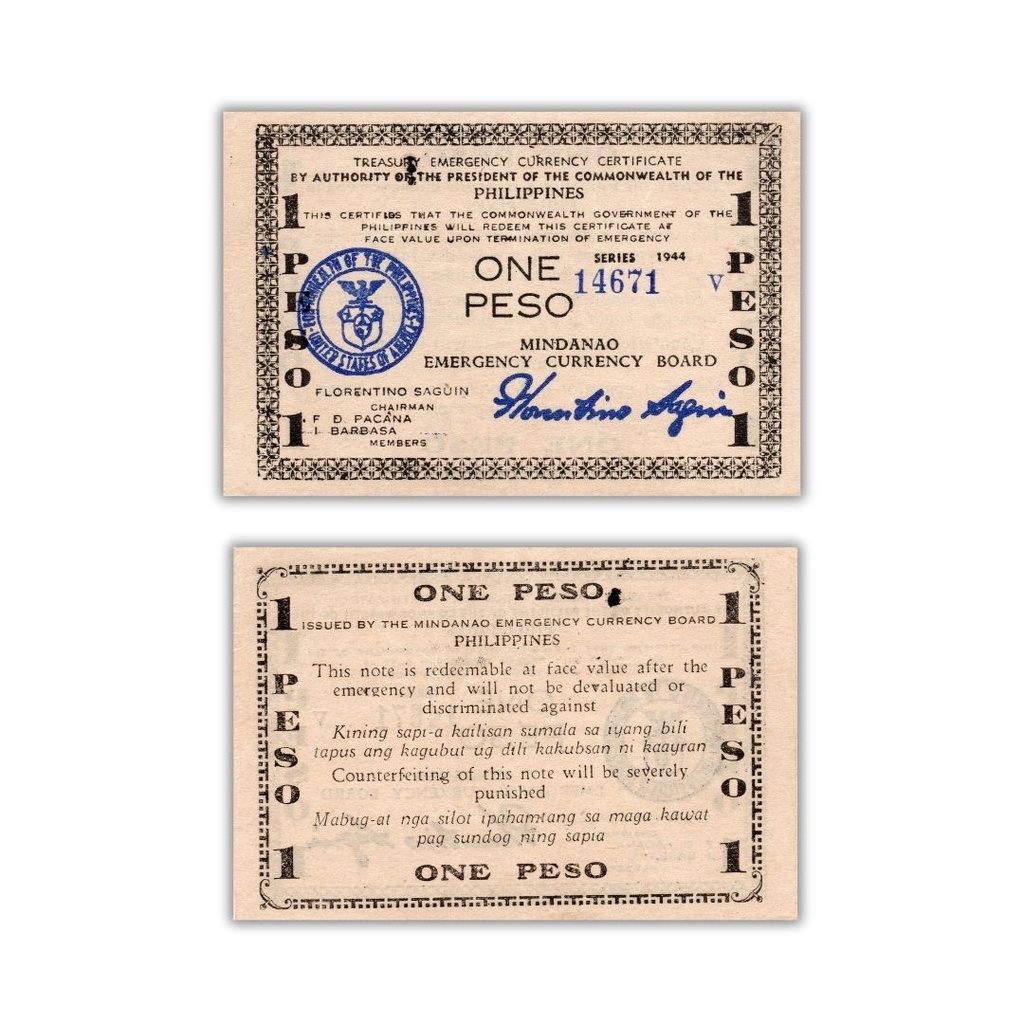 TREASURY EMERGENCY CURRENCY CERTIFICATE
BY AUTHORITY OF THE PRESIDENT OF THE COMMONWEALTH OF THE
PHILIPPINES
THIS CERTIFIES THAT THE COMMONWEALTH GOVERNMENT OF THE
PHILIPPINES WILL REDEEM THIS CERTIFICATE AT
FACE VALUE UPON TERMINATION OF EMERGENCY
1 PESO 1
COMMONWEALTH OF THE PHILIPPINES
UNITED STATES OF AMERICA
ONE
PESO
SERIES 1944
14671 V
MINDANAO
EMERGENCY CURRENCY BOARD
FLORENTINO SAGUIN
CHAIRMAN
F. D. PACANA
I. BARBASA
MEMBERS
Florentino Saguin
1 PESO 1
ONE PESO
ISSUED BY THE MINDANAO EMERGENCY CURRENCY BOARD
PHILIPPINES
1 PESO 1
This note is redeemable at face value after the
emergency and will not be devaluated or
discriminated against
Kining sapi-a kailisan sumala sa iyang bili
tapus ang kagubut ug dili kakubsan ni kaayran
Counterfeiting of this note will be severely
punished
Mabug-at nga silot ipahamtang sa maga kawat
pag sundog ning sapia
ONE PESO
1 PESO 1